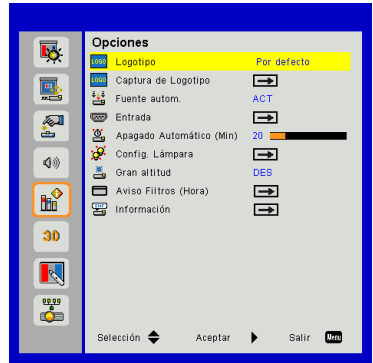 Opciones
LOGO Logotipo Por defecto
LOGO Captura de Logotipo
Fuente autom. ACT
Entrada
Apagado Automático (Min) 20
Config. Lámpara
Gran altitud DES
Aviso Filtros (Hora)
Información
3D
Selección Aceptar Salir Menu